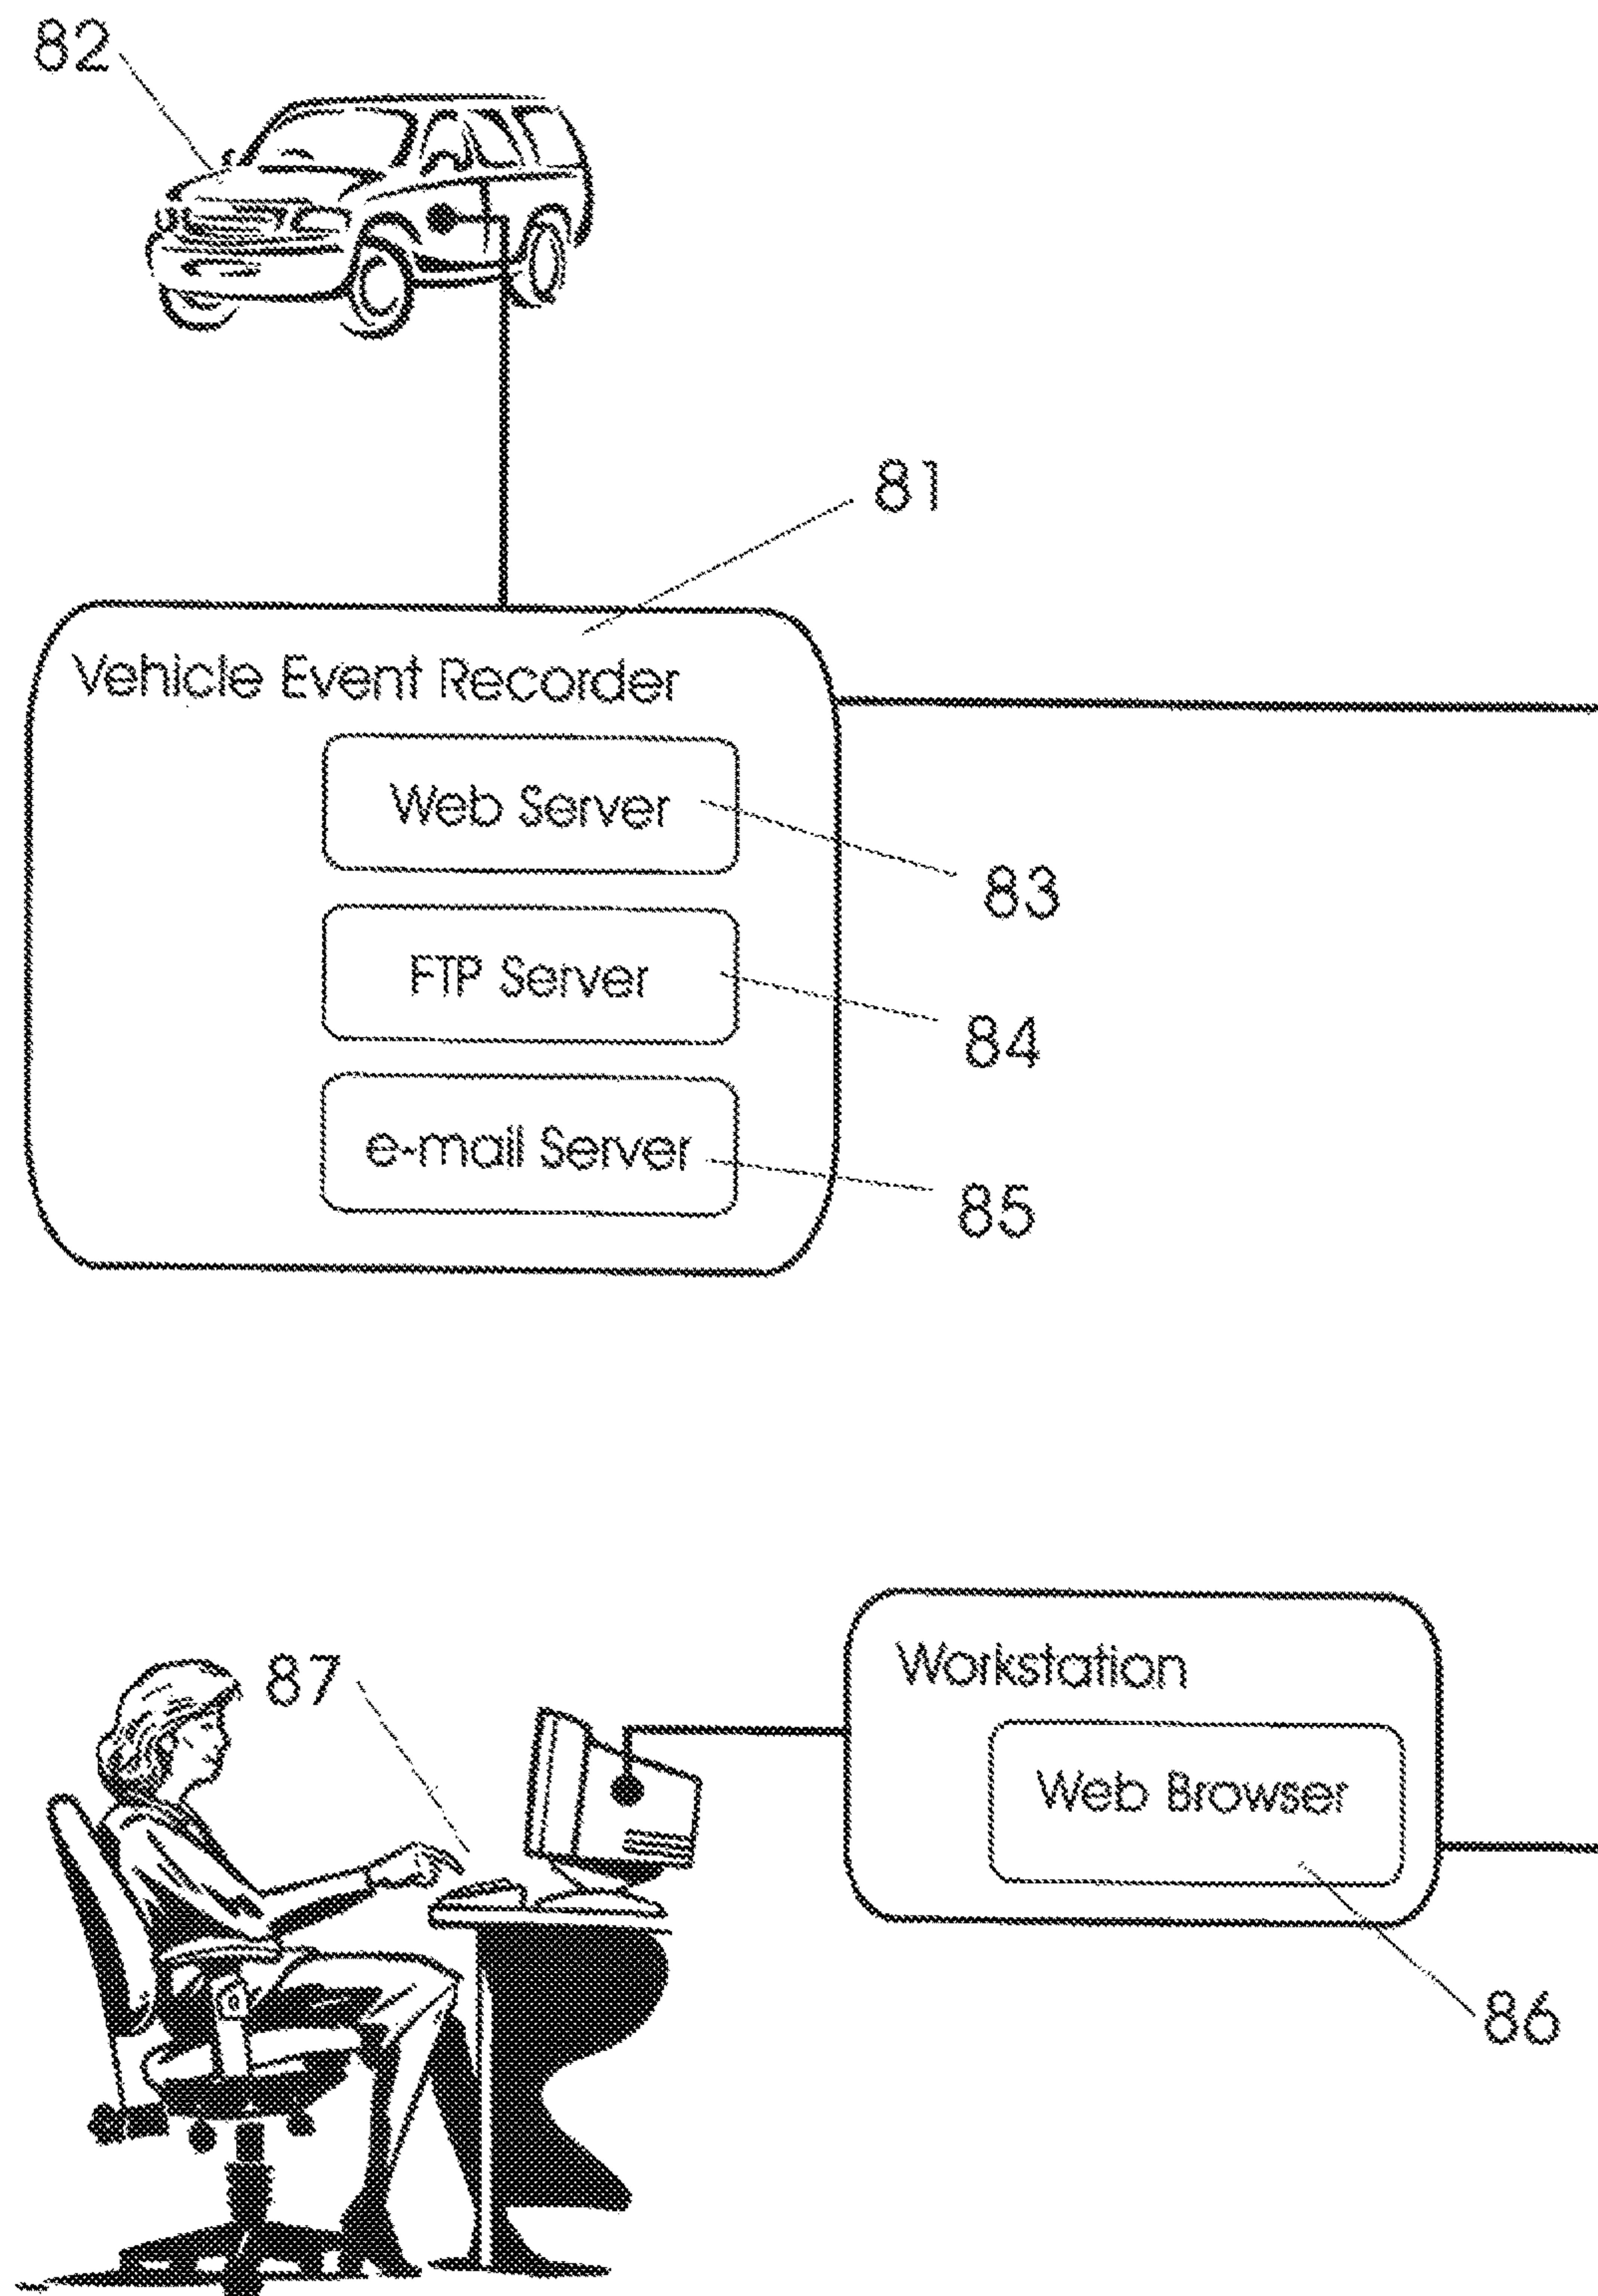 82
81
Vehicle Event Recorder
Web Server
83
FTP Server
84
e-mail Server
85
Workstation
87
Web Browser
86